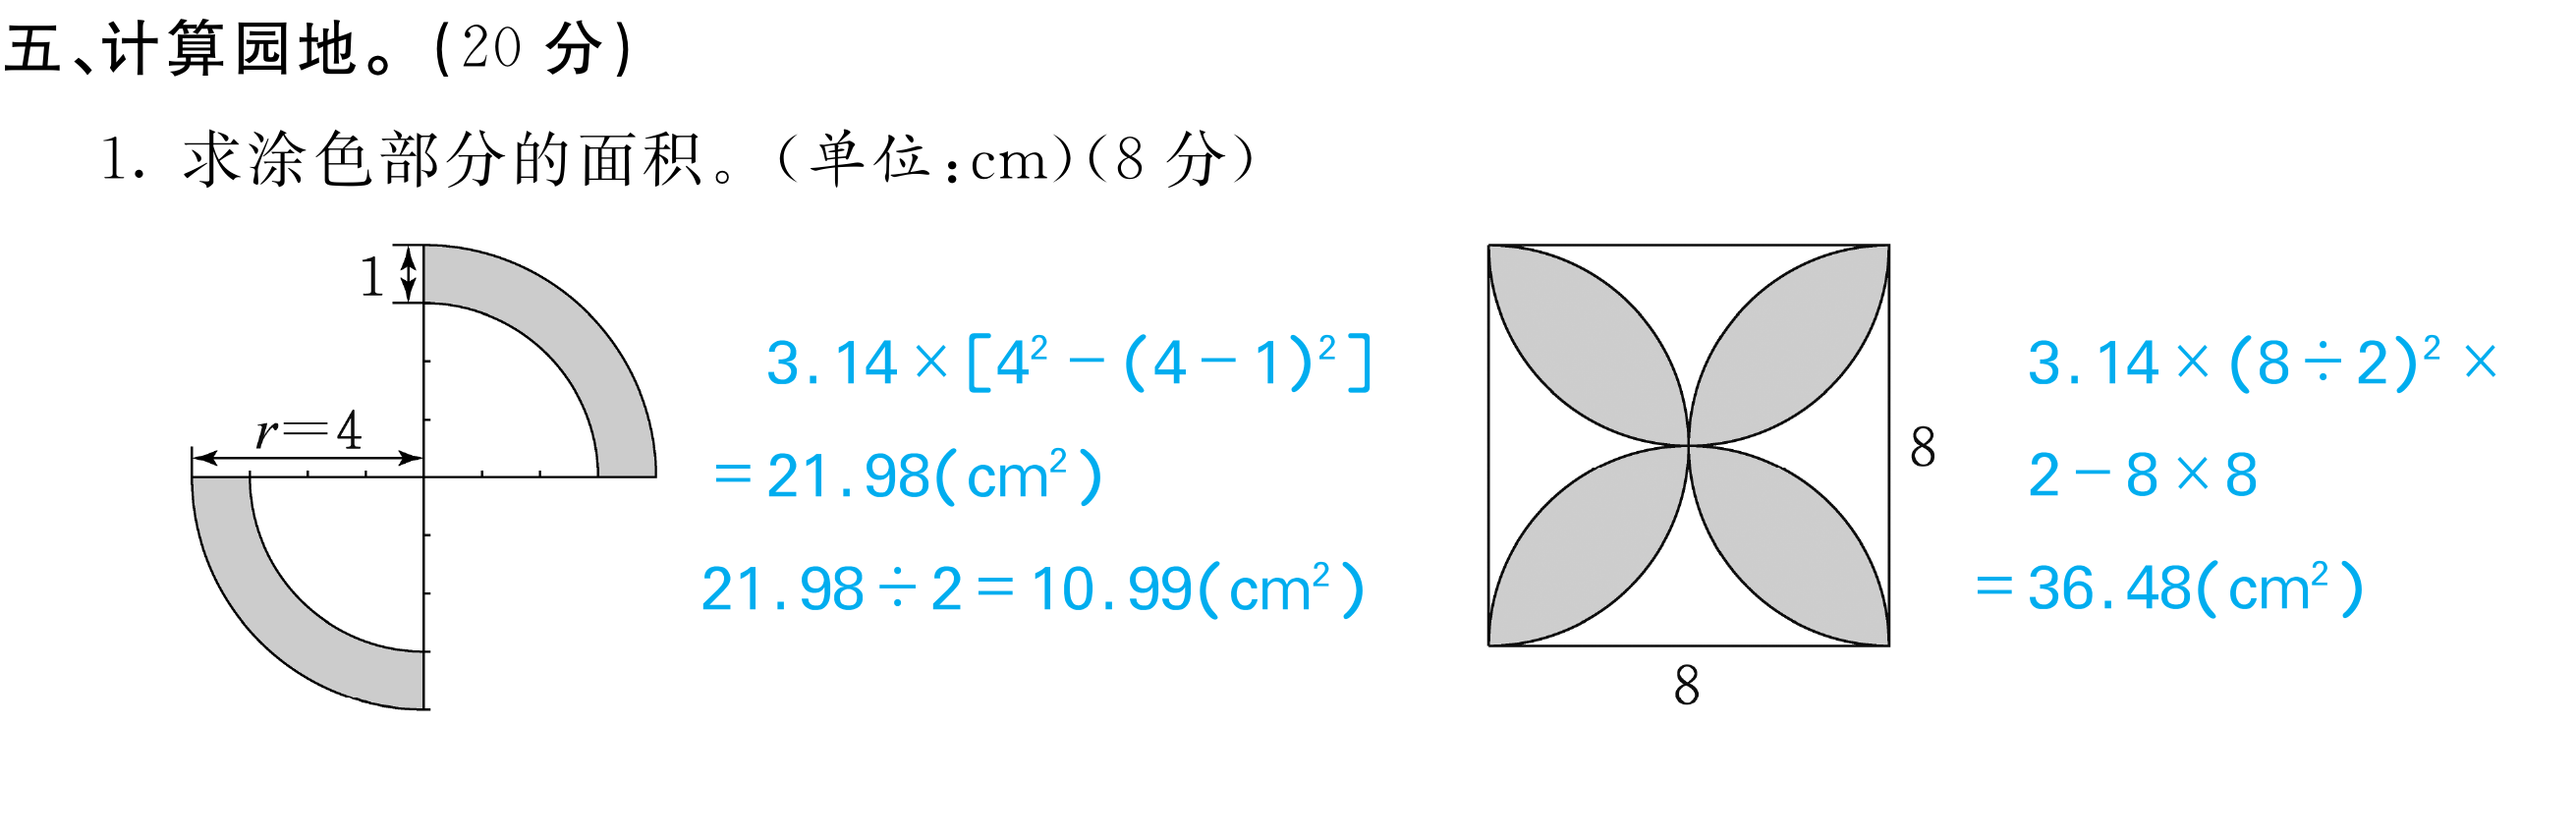 五、计算园地。(20 分)
1. 求涂色部分的面积。(单位:cm)(8 分)
1
r=4
3.14×[4²-(4-1)²]
=21.98(cm²)
21.98÷2=10.99(cm²)
8
8
3.14×(8÷2)²×
2-8×8
=36.48(cm²)